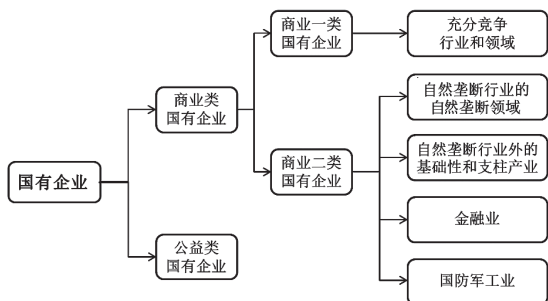 商业一类
国有企业
充分竞争
行业和领域
商业类
国有企业
自然垄断行业的
自然垄断领域
商业二类
国有企业
自然垄断行业外的
基础性和支柱产业
国有企业
金融业
公益类
国有企业
国防军工业